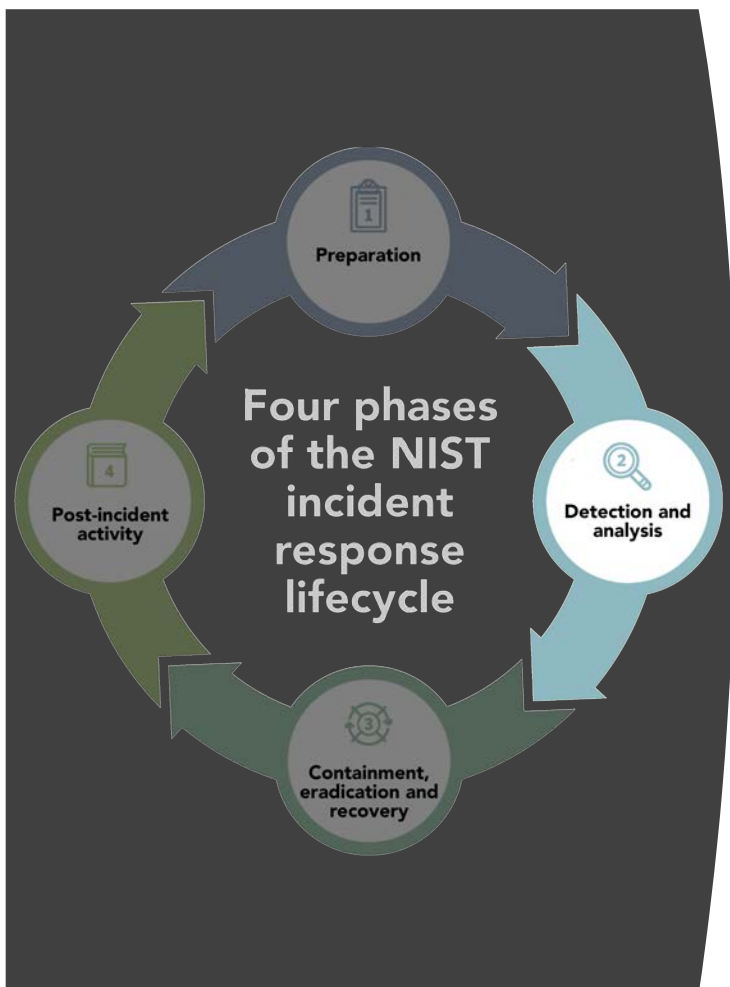 1
Preparation
Four phases
of the NIST
incident
response
lifecycle
2
Detection and
analysis
3
Containment,
eradication and
recovery
4
Post-incident
activity